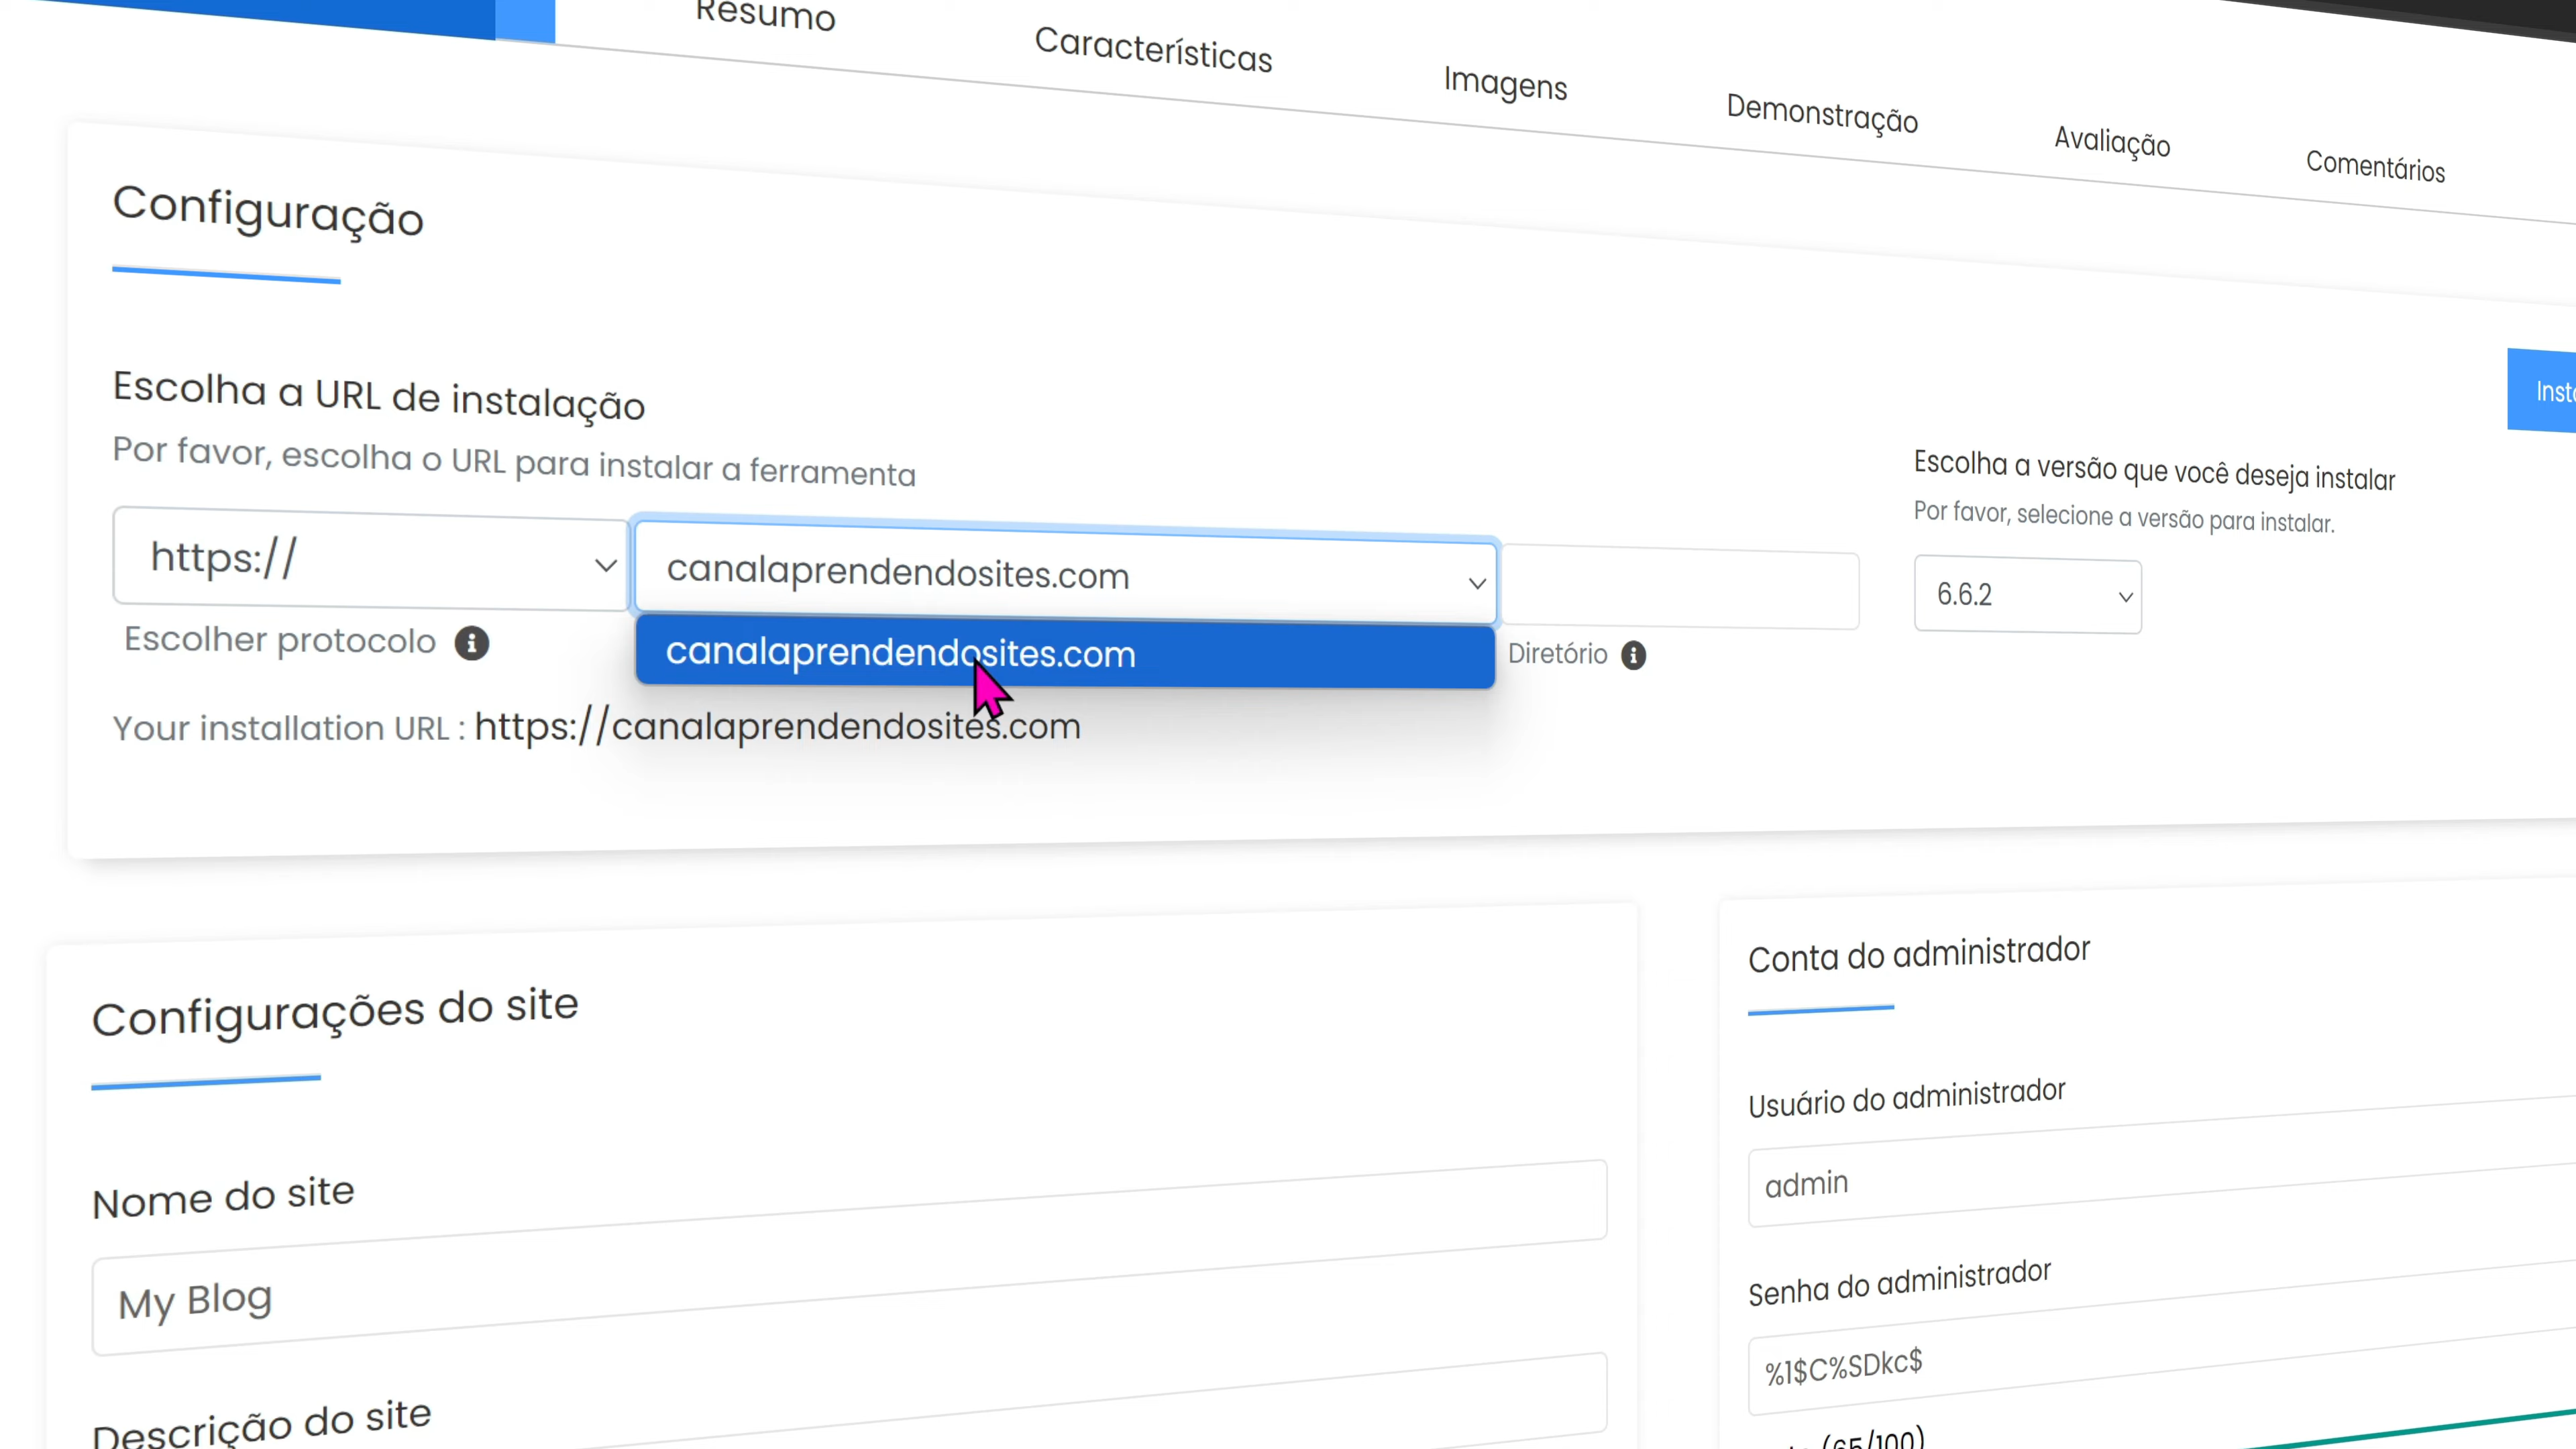 Resumo
Características
Imagens
Demonstração
Avaliação
Comentários
Configuração
Escolha a URL de instalação
Por favor, escolha o URL para instalar a ferramenta
https://
canalaprendendosites.com
canalaprendendosites.com
Escolher protocolo
Diretório
Your installation URL : https://canalaprendendosites.com
Escolha a versão que você deseja instalar
Por favor, selecione a versão para instalar.
6.6.2
Configurações do site
Nome do site
My Blog
Descrição do site
Conta do administrador
Usuário do administrador
admin
Senha do administrador
%1$C%SDkc$
(65/100)